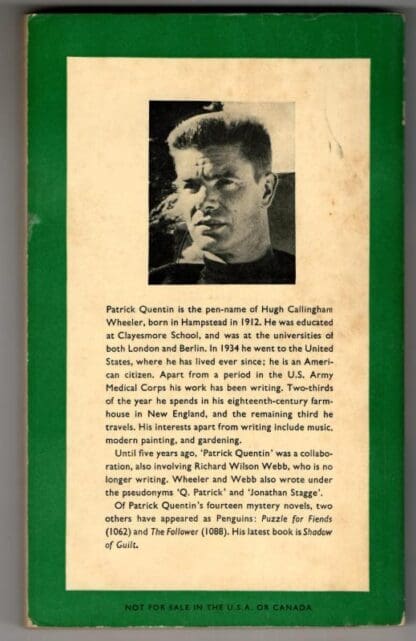 Patrick Quentin is the pen-name of Hugh Callingham
Wheeler, born in Hampstead in 1912. He was educated
at Clayesmore School, and was at the universities of
both London and Berlin. In 1934 he went to the United
States, where he has lived ever since; he is an Ameri-
can citizen. Apart from a period in the U.S. Army
Medical Corps his work has been writing. Two-thirds
of the year he spends in his eighteenth-century farm-
house in New England, and the remaining third he
travels. His interests apart from writing include music,
modern painting, and gardening.
Until five years ago, 'Patrick Quentin' was a collabo-
ration, also involving Richard Wilson Webb, who is no
longer writing. Wheeler and Webb also wrote under
the pseudonyms 'Q. Patrick' and 'Jonathan Stagge'.
Of Patrick Quentin's fourteen mystery novels, two
others have appeared as Penguins: Puzzle for Fiends
(1062) and The Follower (1088). His latest book is Shadow
of Guilt.
NOT FOR SALE IN THE U.S.A. OR CANADA